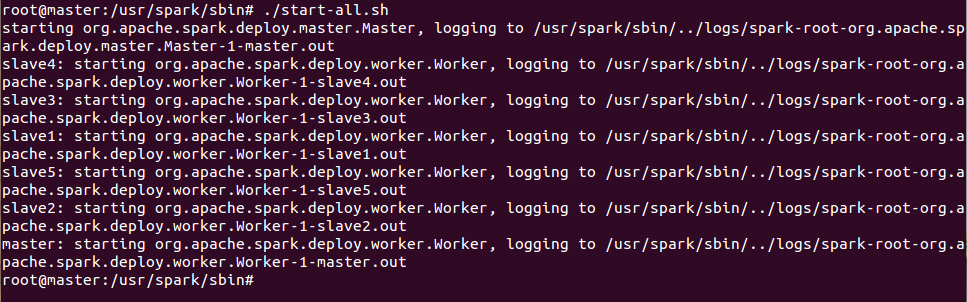 root@master:/usr/spark/sbin# ./start-all.sh
starting org.apache.spark.deploy.master.Master, logging to /usr/spark/sbin/../logs/spark-root-org.apache.sp
ark.deploy.master.Master-1-master.out
slave4: starting org.apache.spark.deploy.worker.Worker, logging to /usr/spark/sbin/../logs/spark-root-org.a
pache.spark.deploy.worker.Worker-1-slave4.out
slave3: starting org.apache.spark.deploy.worker.Worker, logging to /usr/spark/sbin/../logs/spark-root-org.a
pache.spark.deploy.worker.Worker-1-slave3.out
slave1: starting org.apache.spark.deploy.worker.Worker, logging to /usr/spark/sbin/../logs/spark-root-org.a
pache.spark.deploy.worker.Worker-1-slave1.out
slave5: starting org.apache.spark.deploy.worker.Worker, logging to /usr/spark/sbin/../logs/spark-root-org.a
pache.spark.deploy.worker.Worker-1-slave5.out
slave2: starting org.apache.spark.deploy.worker.Worker, logging to /usr/spark/sbin/../logs/spark-root-org.a
pache.spark.deploy.worker.Worker-1-slave2.out
master: starting org.apache.spark.deploy.worker.Worker, logging to /usr/spark/sbin/../logs/spark-root-org.a
pache.spark.deploy.worker.Worker-1-master.out
root@master:/usr/spark/sbin#